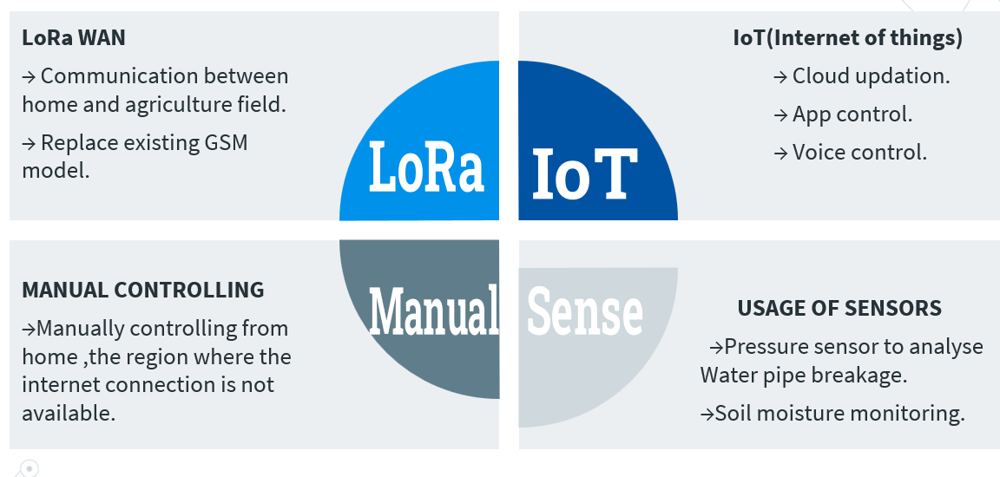 LoRa WAN
→ Communication between
home and agriculture field.
→ Replace existing GSM
model.
LoRa
IoT
IoT(Internet of things)
→ Cloud updation.
→ App control.
→ Voice control.
MANUAL CONTROLLING
→Manually controlling from
home ,the region where the
internet connection is not
available.
Manual
Sense
USAGE OF SENSORS
→Pressure sensor to analyse
Water pipe breakage.
→Soil moisture monitoring.